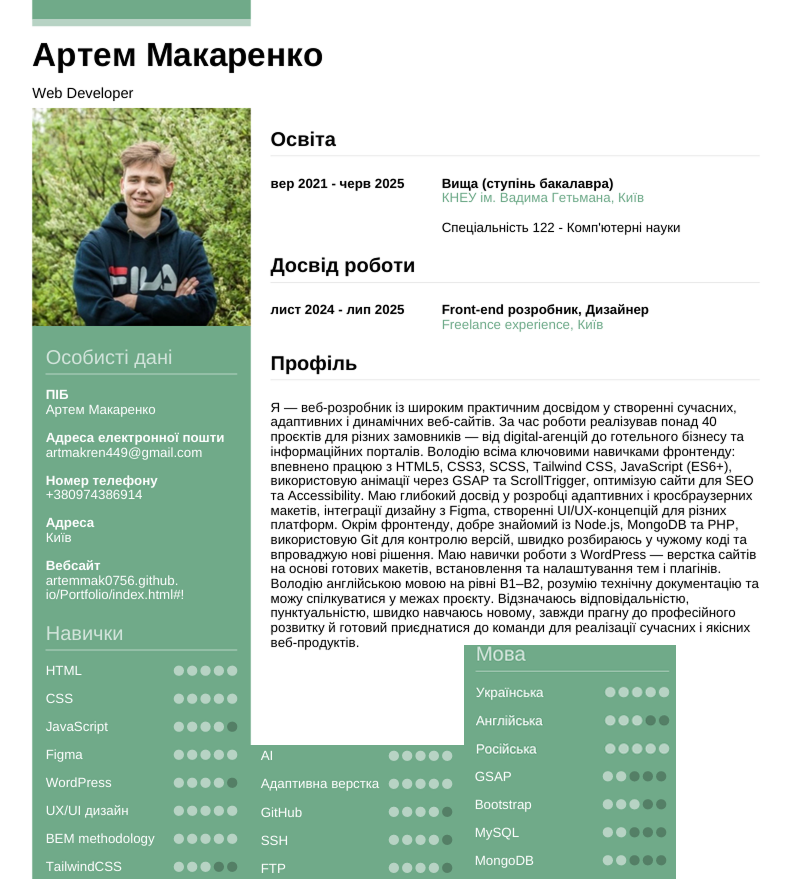 Артем Макаренко
Web Developer
FILA
Особисті дані
ПІБ
Артем Макаренко
Адреса електронної пошти
artmakren449@gmail.com
Номер телефону
+380974386914
Адреса
Київ
Вебсайт
artemmak0756.github.
io/Portfolio/index.html#!
Навички
HTML
CSS
JavaScript
Figma
WordPress
UX/UI дизайн
BEM methodology
TailwindCSS
Освіта
вер 2021 - черв 2025
Вища (ступінь бакалавра)
КНЕУ ім. Вадима Гетьмана, Київ
Спеціальність 122 - Комп'ютерні науки
Досвід роботи
лист 2024 - лип 2025
Front-end розробник, Дизайнер
Freelance experience, Київ
Профіль
Я — веб-розробник із широким практичним досвідом у створенні сучасних,
адаптивних і динамічних веб-сайтів. За час роботи реалізував понад 40
проєктів для різних замовників — від digital-агенцій до готельного бізнесу та
інформаційних порталів. Володію всіма ключовими навичками фронтенду:
впевнено працюю з HTML5, CSS3, SCSS, Tailwind CSS, JavaScript (ES6+),
використовую анімації через GSAP та ScrollTrigger, оптимізую сайти для SEO
та Accessibility. Маю глибокий досвід у розробці адаптивних і кросбраузерних
макетів, інтеграції дизайну з Figma, створенні UI/UX-концепцій для різних
платформ. Окрім фронтенду, добре знайомий із Node.js, MongoDB та PHP,
використовую Git для контролю версій, швидко розбираюсь у чужому коді та
впроваджую нові рішення. Маю навички роботи з WordPress — верстка сайтів
на основі готових макетів, встановлення та налаштування тем і плагінів.
Володію англійською мовою на рівні B1–B2, розумію технічну документацію та
можу спілкуватися у межах проєкту. Відзначаюсь відповідальністю,
пунктуальністю, швидко навчаюсь новому, завжди прагну до професійного
розвитку й готовий приєднатися до команди для реалізації сучасних і якісних
веб-продуктів.
AI
Адаптивна верстка
GitHub
SSH
FTP
Мова
Українська
Англійська
Російська
GSAP
Bootstrap
MySQL
MongoDB